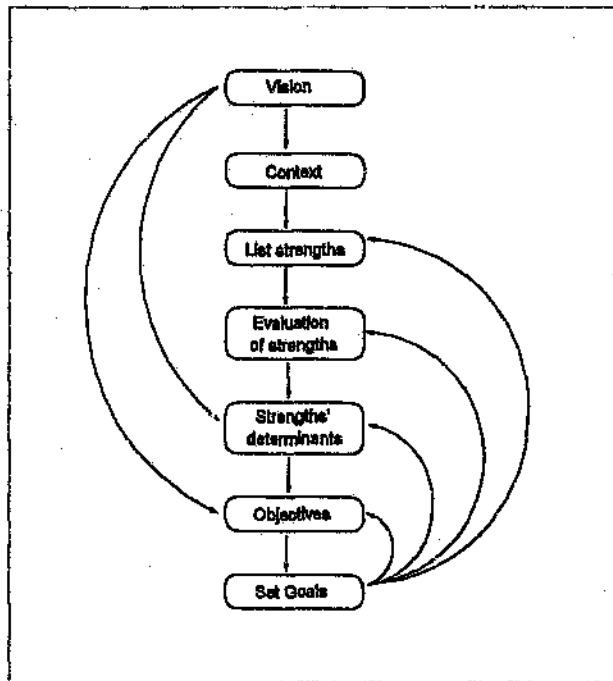 Vision
Context
List strengths
Evaluation
of strengths
Strengths'
determinants
Objectives
Set Goals